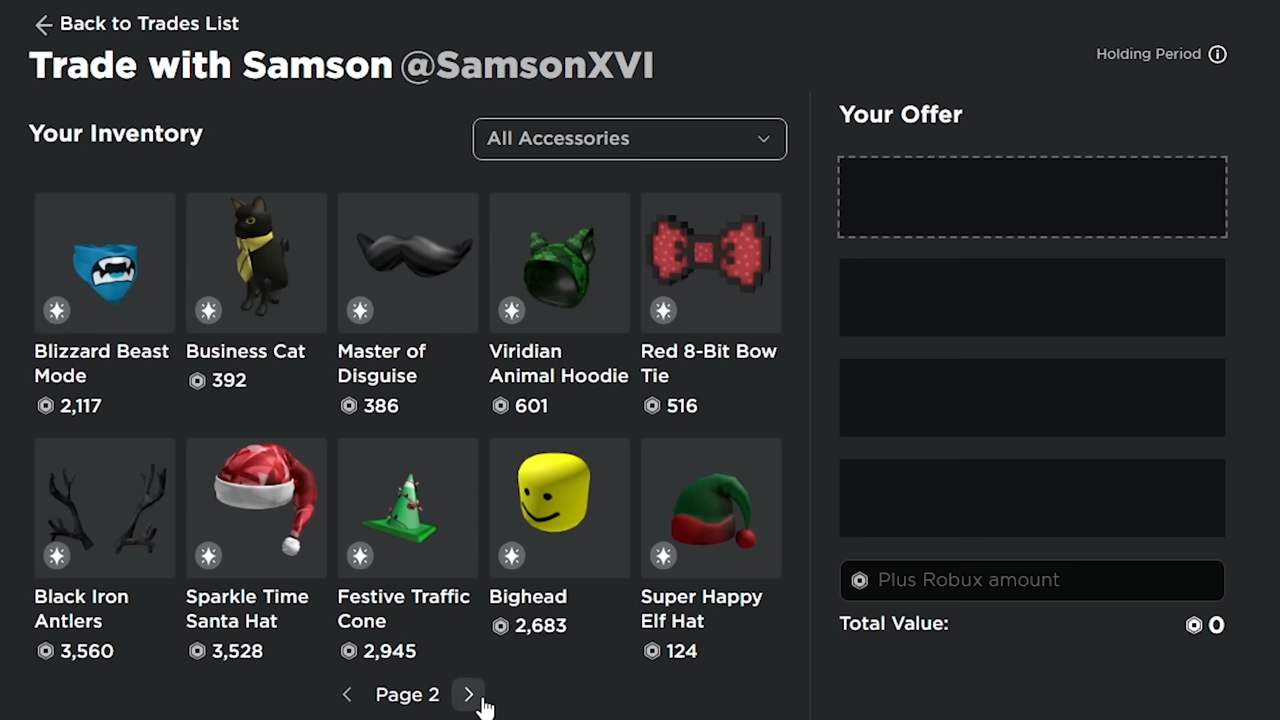 Back to Trades List
Trade with Samson @SamsonXVI
Holding Period
Your Inventory
All Accessories
Your Offer
Blizzard Beast
Mode
2,117
Business Cat
392
Master of
Disguise
386
Viridian
Animal Hoodie
601
Red 8-Bit Bow
Tie
516
Black Iron
Antlers
3,560
Sparkle Time
Santa Hat
3,528
Festive Traffic
Cone
2,945
Bighead
2,683
Super Happy
Elf Hat
124
Page 2
Plus Robux amount
Total Value:
0